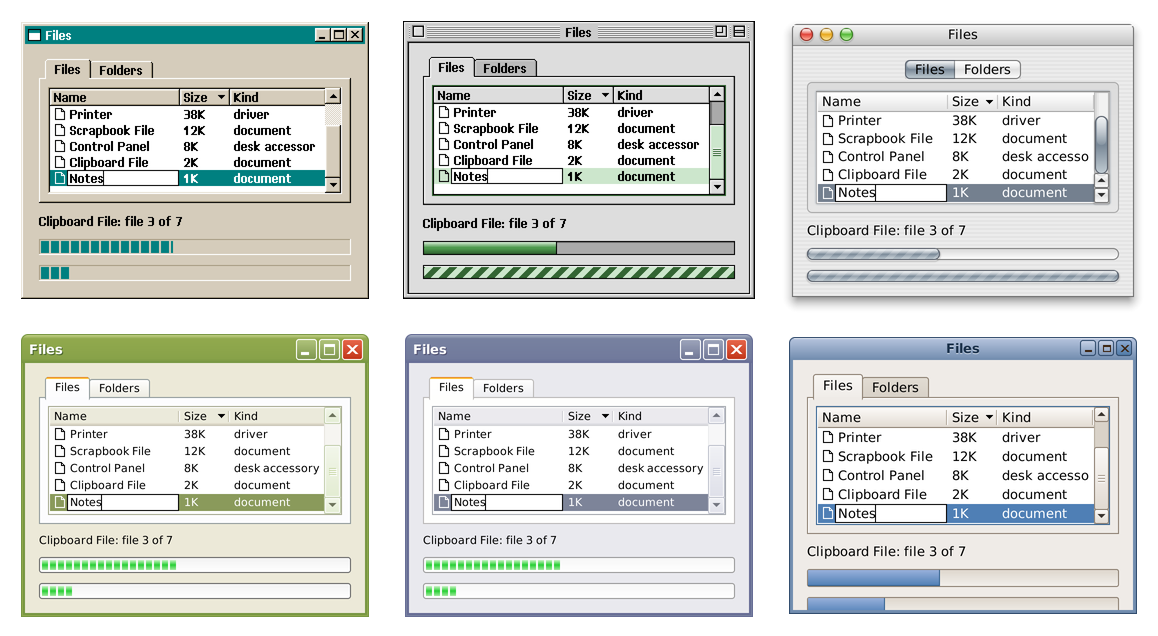 Files
Files Folders
Name Size Kind
Printer 38K driver
Scrapbook File 12K document
Control Panel 8K desk accessor
Clipboard File 2K document
Notes 1K document
Clipboard File: file 3 of 7
Files
Files Folders
Name Size Kind
Printer 38K driver
Scrapbook File 12K document
Control Panel 8K desk accessor
Clipboard File 2K document
Notes 1K document
Clipboard File: file 3 of 7
Files
Files Folders
Name Size Kind
Printer 38K driver
Scrapbook File 12K document
Control Panel 8K desk accesso
Clipboard File 2K document
Notes 1K document
Clipboard File: file 3 of 7
Files
Files Folders
Name Size Kind
Printer 38K driver
Scrapbook File 12K document
Control Panel 8K desk accessory
Clipboard File 2K document
Notes 1K document
Clipboard File: file 3 of 7
Files
Files Folders
Name Size Kind
Printer 38K driver
Scrapbook File 12K document
Control Panel 8K desk accessory
Clipboard File 2K document
Notes 1K document
Clipboard File: file 3 of 7
Files
Files Folders
Name Size Kind
Printer 38K driver
Scrapbook File 12K document
Control Panel 8K desk accesso
Clipboard File 2K document
Notes 1K document
Clipboard File: file 3 of 7